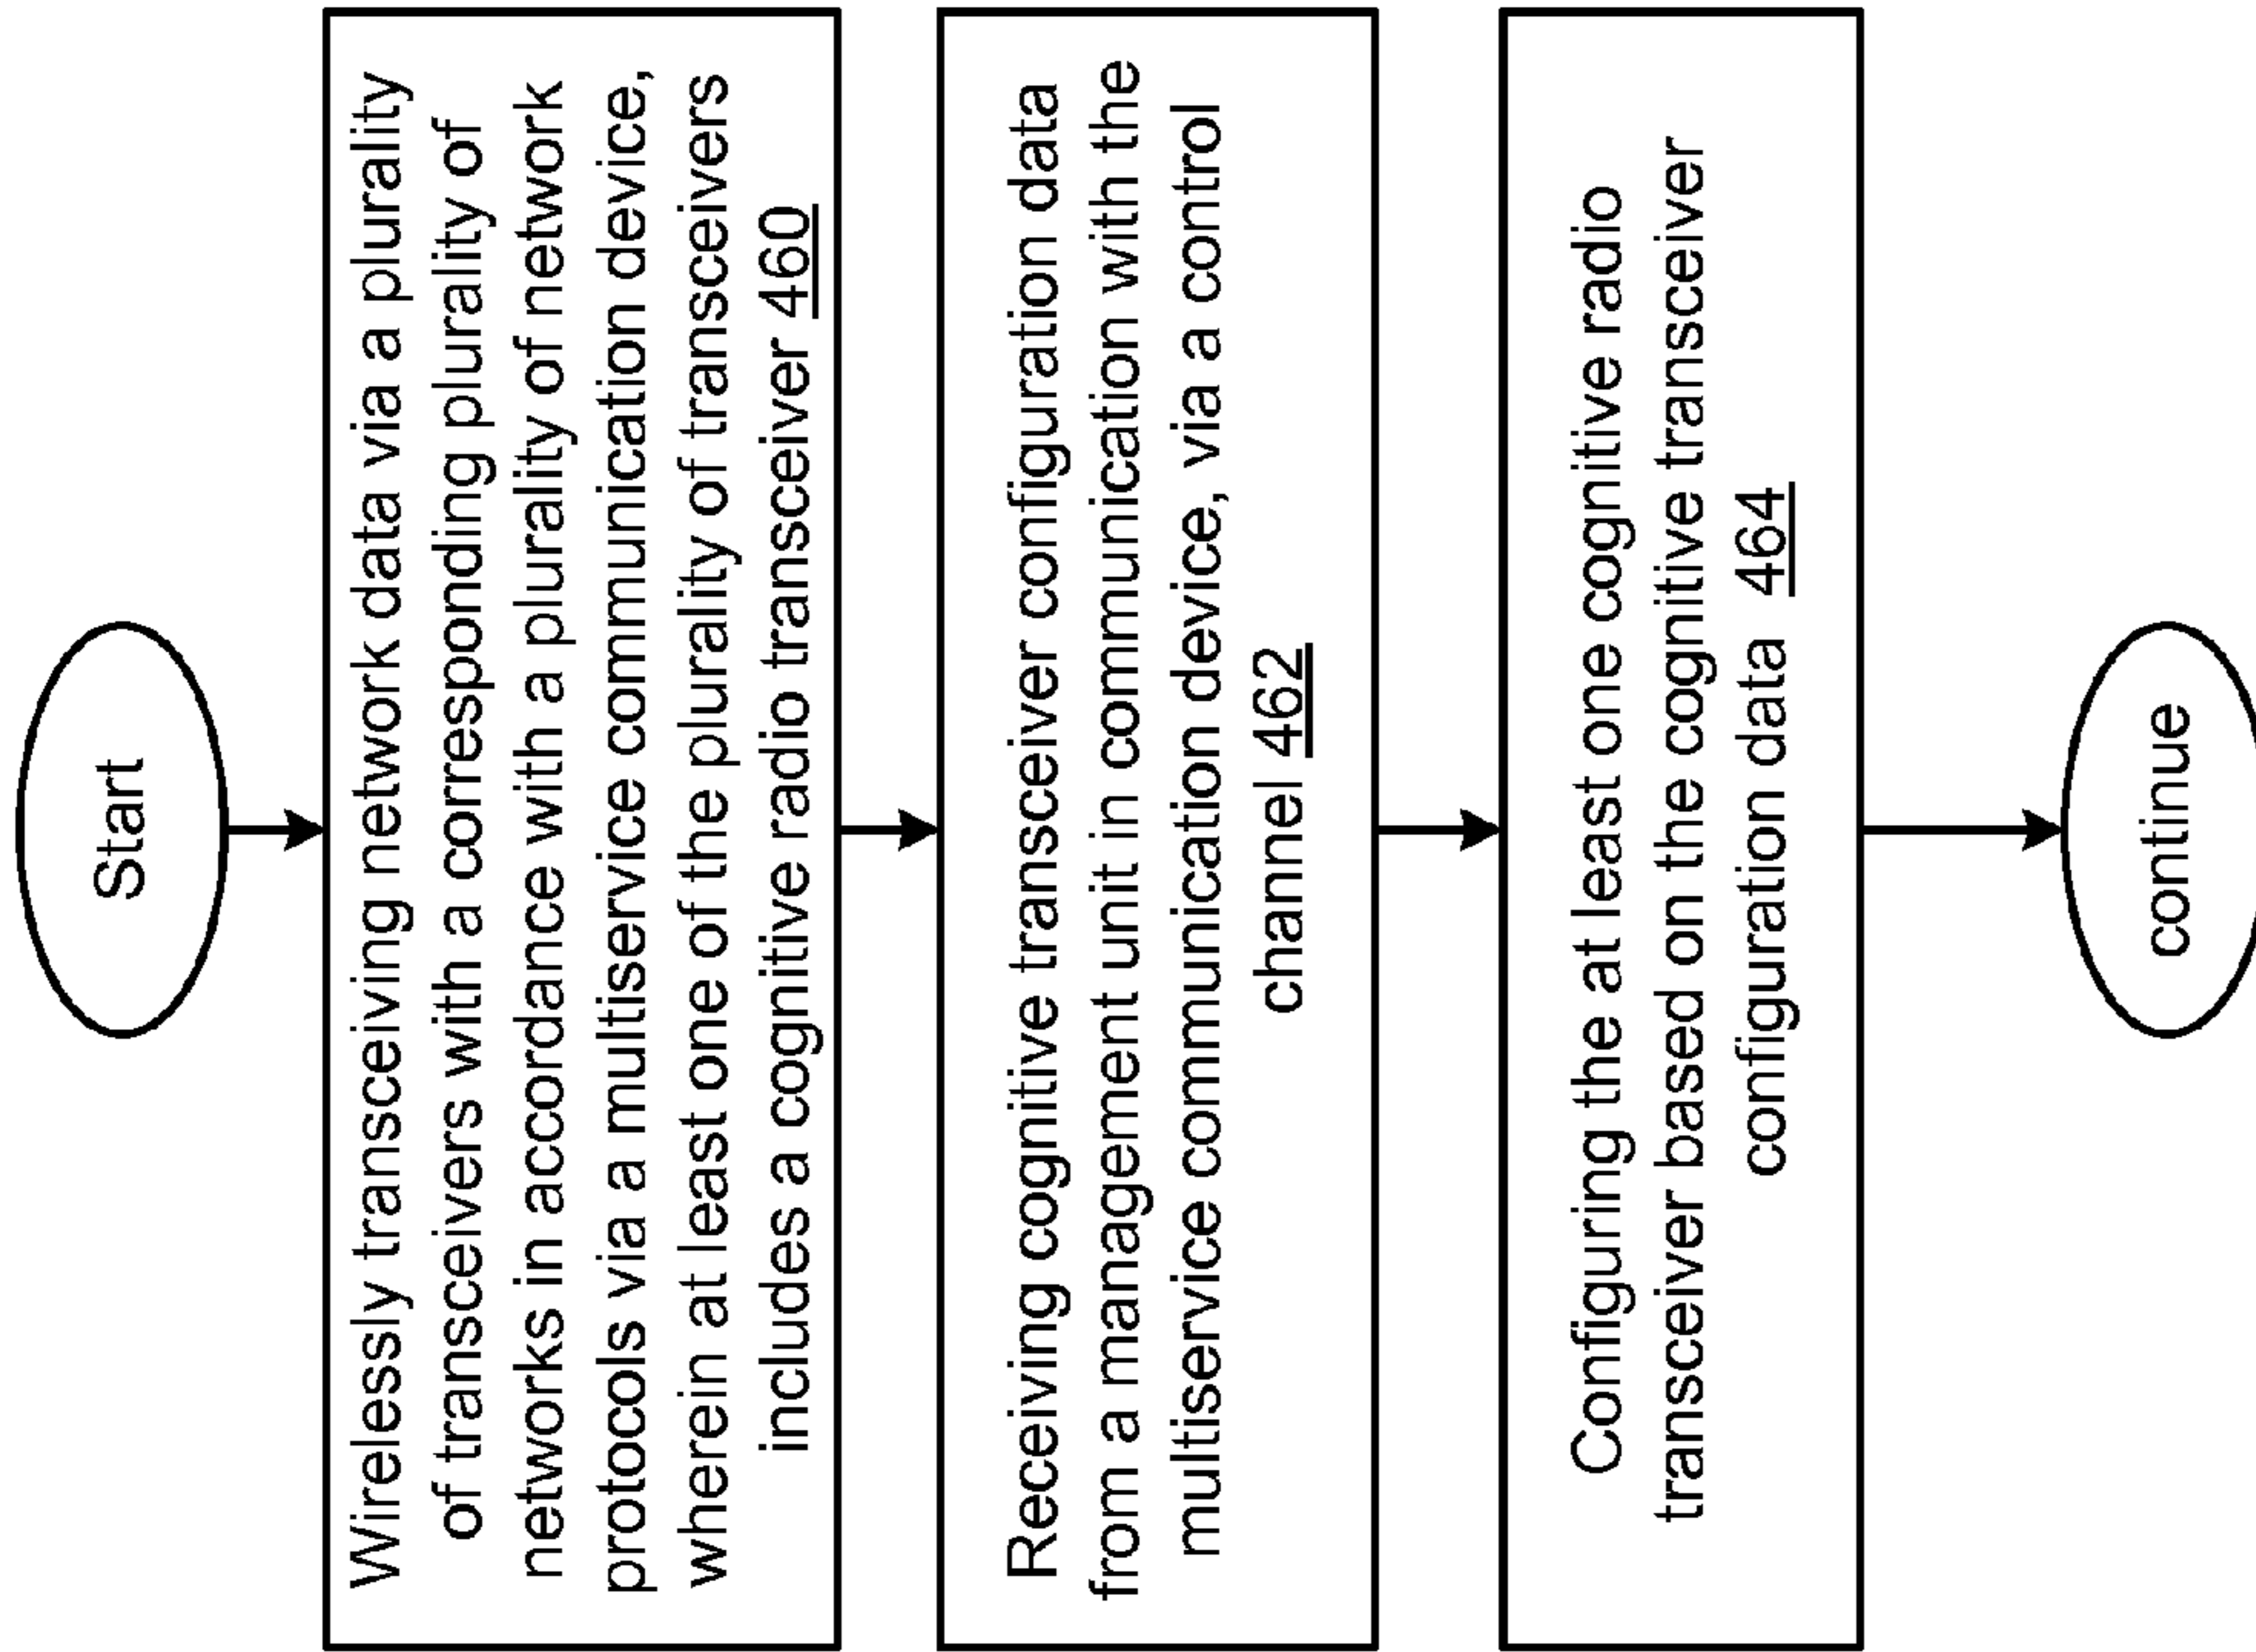 Start
Wirelessly transceiving network data via a plurality
of transceivers with a corresponding plurality of
networks in accordance with a plurality of network
protocols via a multiservice communication device,
wherein at least one of the plurality of transceivers
includes a cognitive radio transceiver 460
Receiving cognitive transceiver configuration data
from a management unit in communication with the
multiservice communication device, via a control
channel 462
Configuring the at least one cognitive radio
transceiver based on the cognitive transceiver
configuration data 464
continue